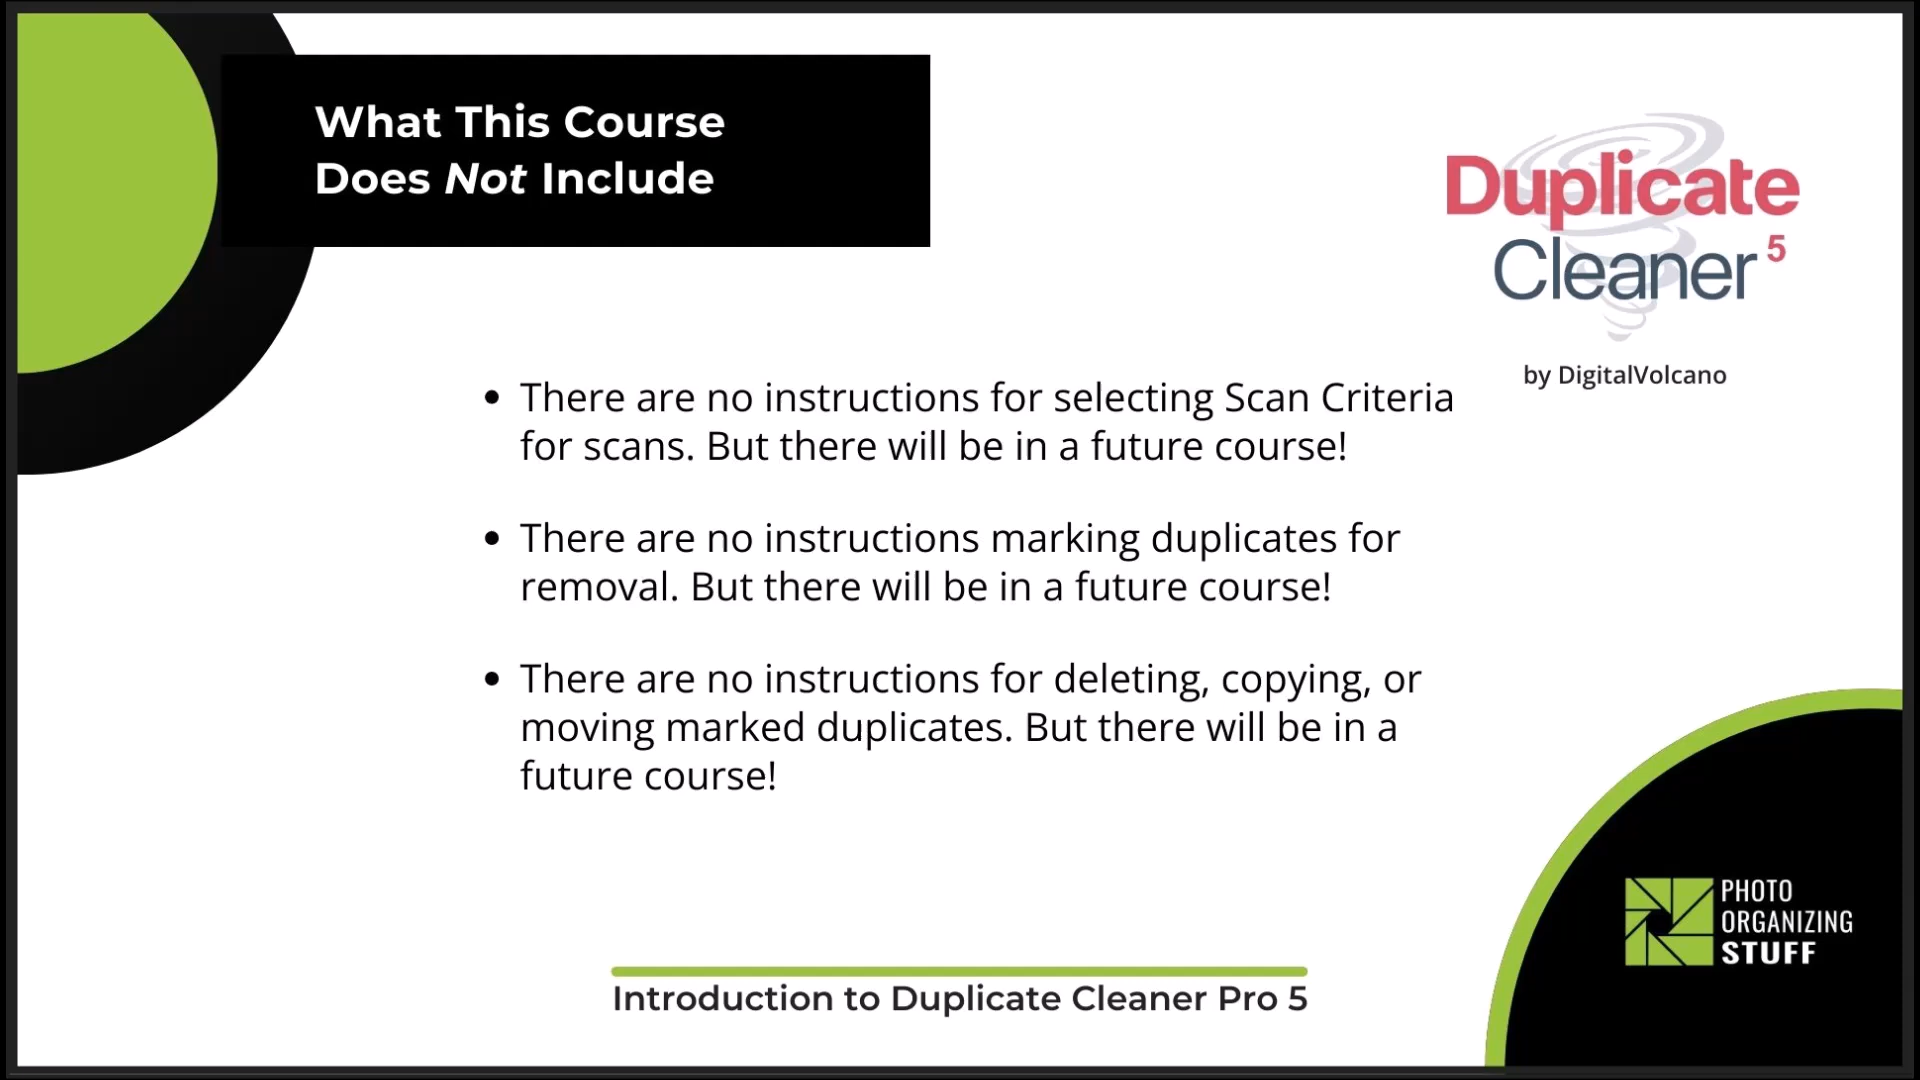 What This Course
Does Not Include
Duplicate
Cleaner 5
by DigitalVolcano
• There are no instructions for selecting Scan Criteria
for scans. But there will be in a future course!
• There are no instructions marking duplicates for
removal. But there will be in a future course!
• There are no instructions for deleting, copying, or
moving marked duplicates. But there will be in a
future course!
PHOTO
ORGANIZING
STUFF
Introduction to Duplicate Cleaner Pro 5